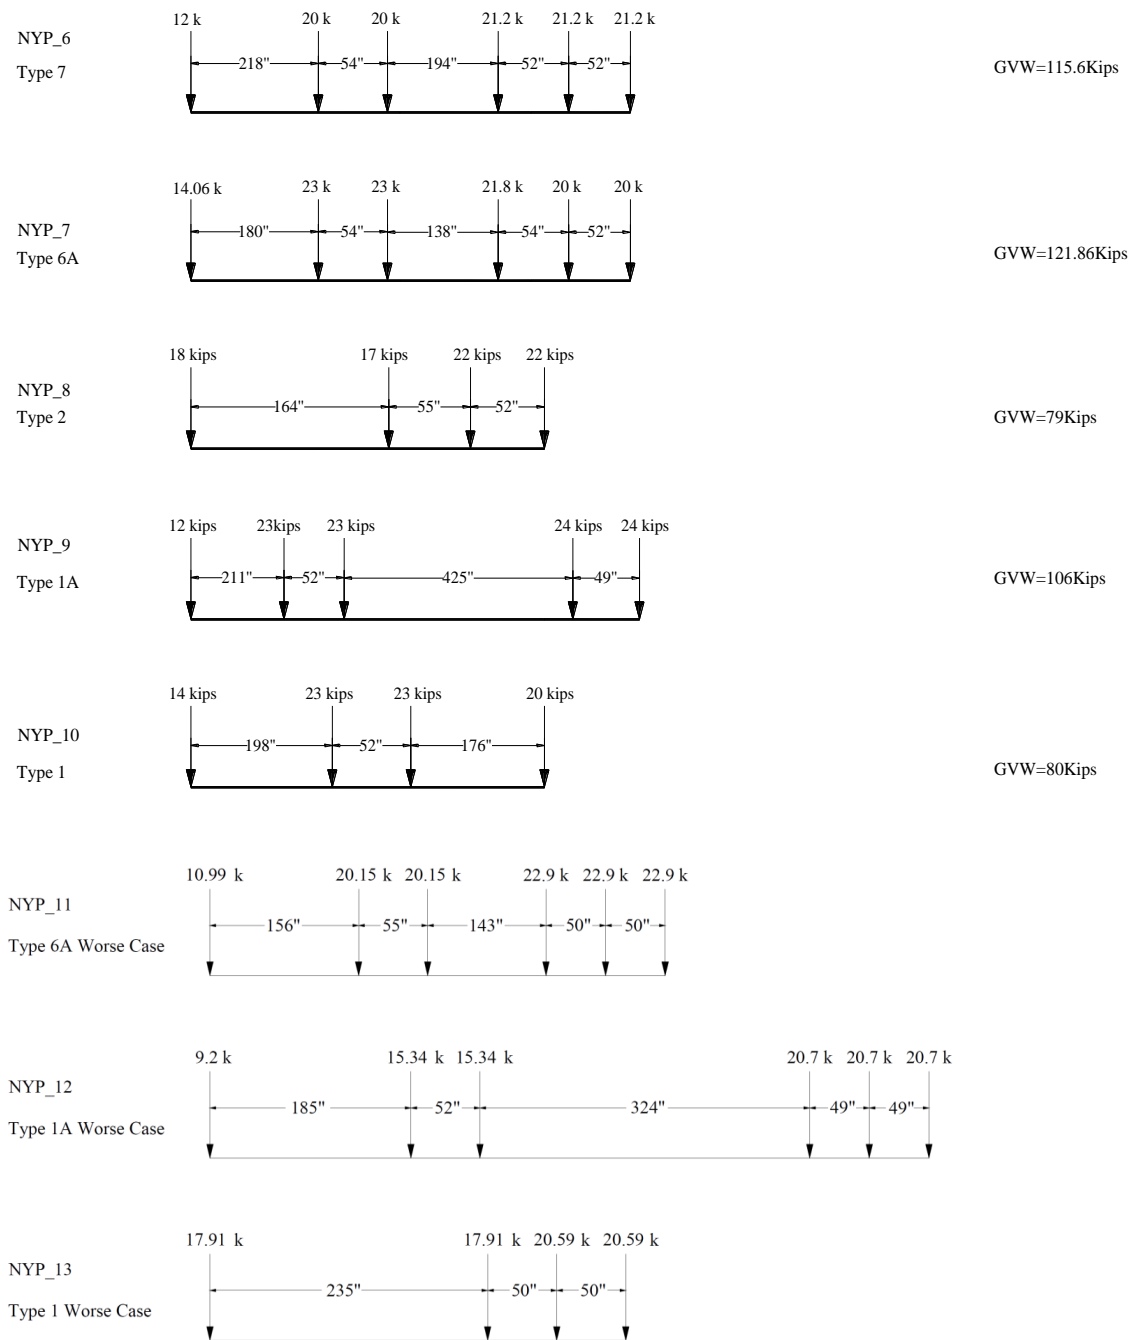 12 k 20 k 20 k 21.2 k 21.2 k 21.2 k
NYP_6
218" 54" 194" 52" 52"
Type 7
GVW=115.6Kips
14.06 k 23 k 23 k 21.8 k 20 k 20 k
NYP_7
180" 54" 138" 54" 52"
Type 6A
GVW=121.86Kips
18 kips 17 kips 22 kips 22 kips
NYP_8
164" 55" 52"
Type 2
GVW=79Kips
12 kips 23kips 23 kips 24 kips 24 kips
NYP_9
211" 52" 425" 49"
Type 1A
GVW=106Kips
14 kips 23 kips 23 kips 20 kips
NYP_10
198" 52" 176"
Type 1
GVW=80Kips
10.99 k 20.15 k 20.15 k 22.9 k 22.9 k 22.9 k
NYP_11
156" 55" 143" 50" 50"
Type 6A Worse Case
9.2 k 15.34 k 15.34 k 20.7 k 20.7 k 20.7 k
NYP_12
185" 52" 324" 49" 49"
Type 1A Worse Case
17.91 k 17.91 k 20.59 k 20.59 k
NYP_13
235" 50" 50"
Type 1 Worse Case